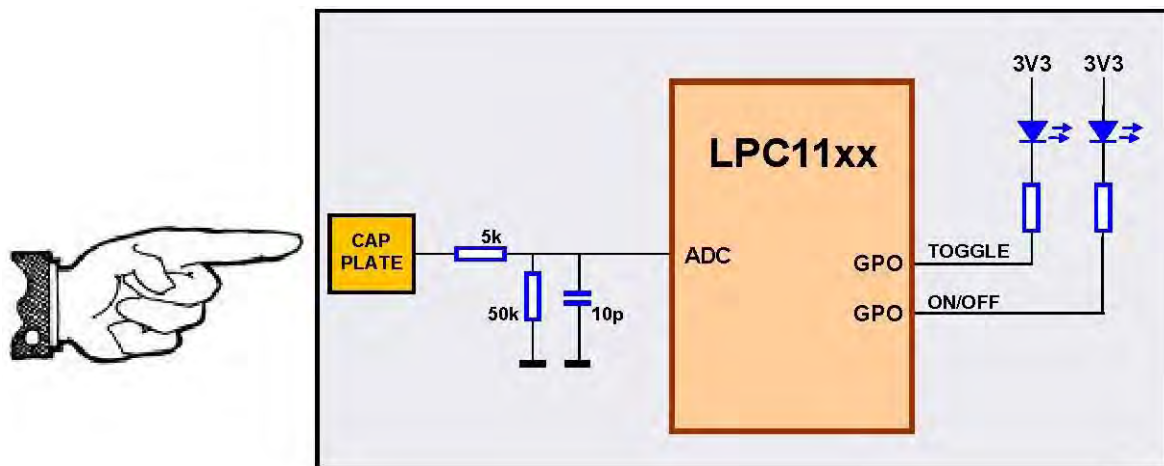 3V3 3V3
LPC11xx
CAP
PLATE
5k
ADC
50k
10p
GPO
TOGGLE
GPO
ON/OFF